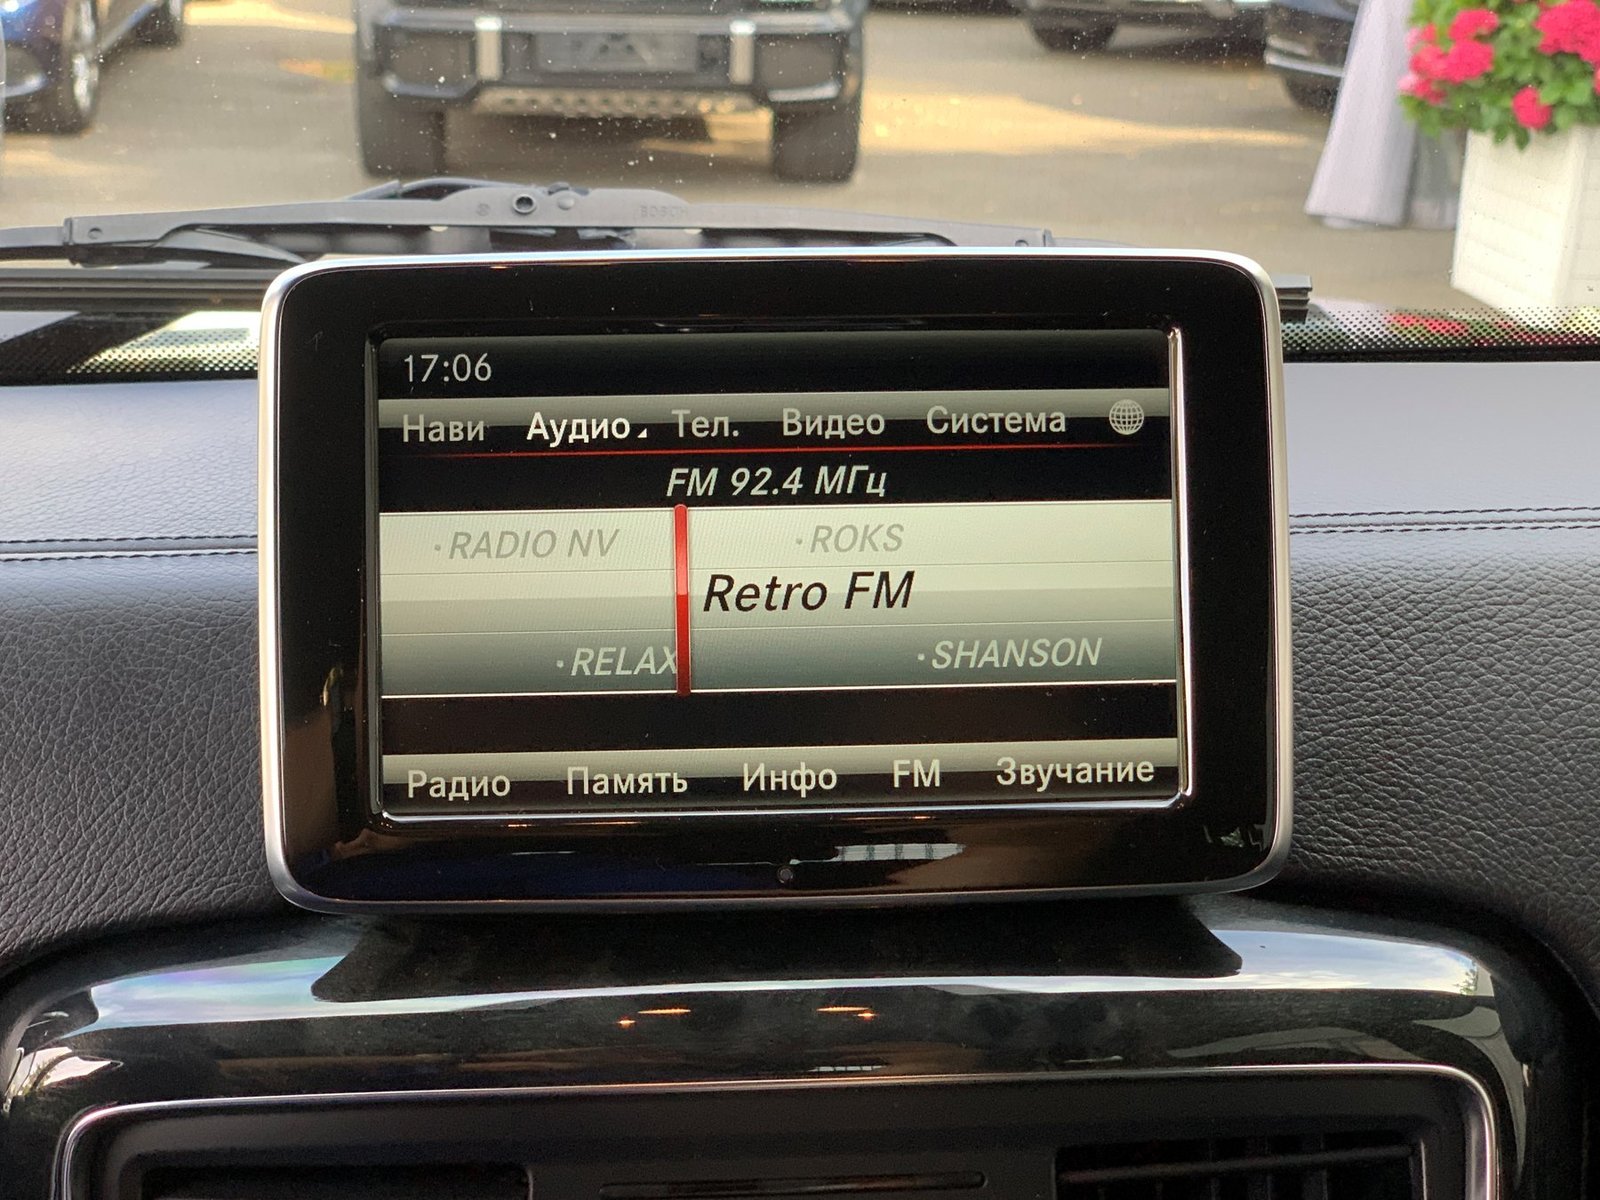 BOSCH
17:06
Нави Аудио Тел. Видео Система
FM 92.4 МГц
·RADIO NV ·ROKS
Retro FM
·RELAX ·SHANSON
Радио Память Инфо FM Звучание